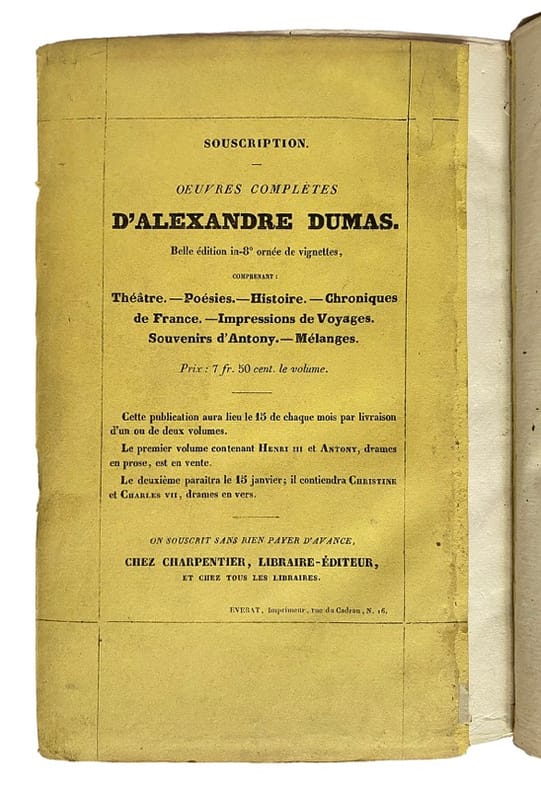 SOUSCRIPTION.
OEUVRES COMPLÈTES
D'ALEXANDRE DUMAS.
Belle édition in-8° ornée de vignettes,
COMPRENANT :
Théâtre. — Poésies. — Histoire. — Chroniques
de France. — Impressions de Voyages.
Souvenirs d'Antony. — Mélanges.
Prix : 7 fr. 50 cent. le volume.
Cette publication aura lieu le 15 de chaque mois par livraison
d'un ou de deux volumes.
Le premier volume contenant HENRI III et ANTONY, drames
en prose, est en vente.
Le deuxième paraîtra le 15 janvier; il contiendra CHRISTINE
et CHARLES VII, drames en vers.
ON SOUSCRIT SANS RIEN PAYER D'AVANCE,
CHEZ CHARPENTIER, LIBRAIRE-ÉDITEUR,
ET CHEZ TOUS LES LIBRAIRES.
EVERAT, Imprimeur, rue du Cadran, N. 16.